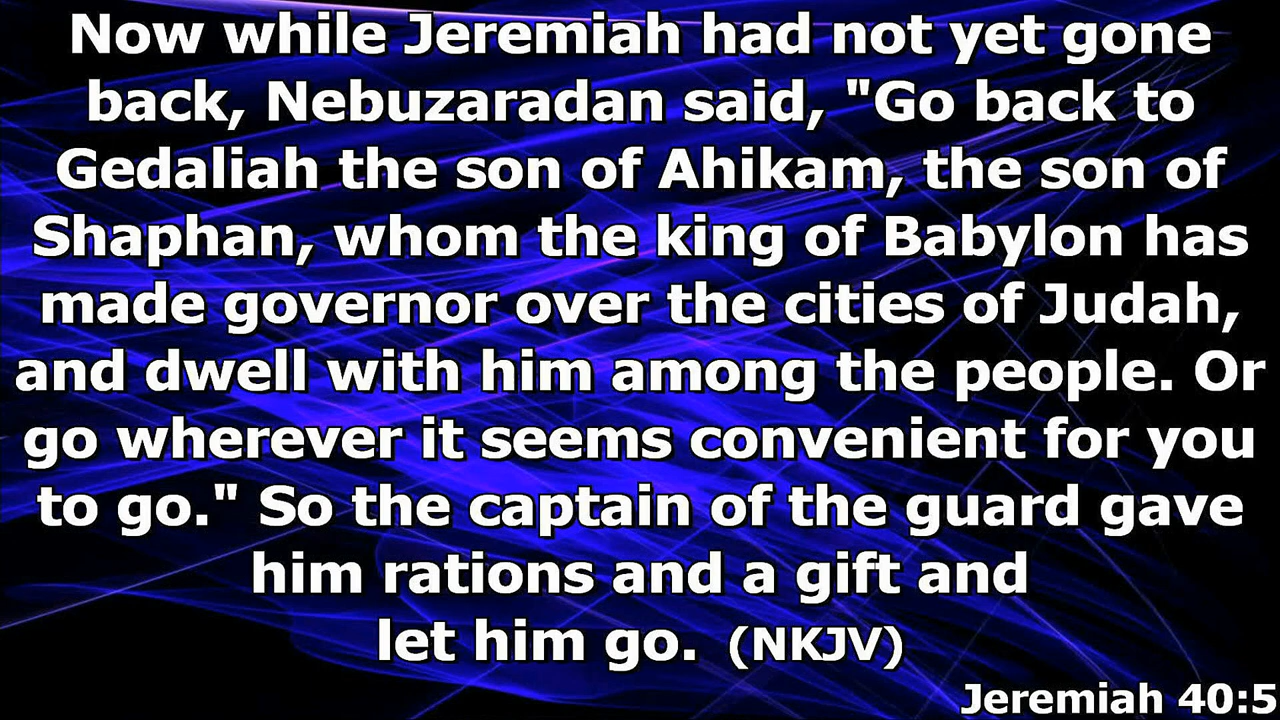 Now while Jeremiah had not yet gone
back, Nebuzaradan said, "Go back to
Gedaliah the son of Ahikam, the son of
Shaphan, whom the king of Babylon has
made governor over the cities of Judah,
and dwell with him among the people. Or
go wherever it seems convenient for you
to go." So the captain of the guard gave
him rations and a gift and
let him go. (NKJV)
Jeremiah 40:5